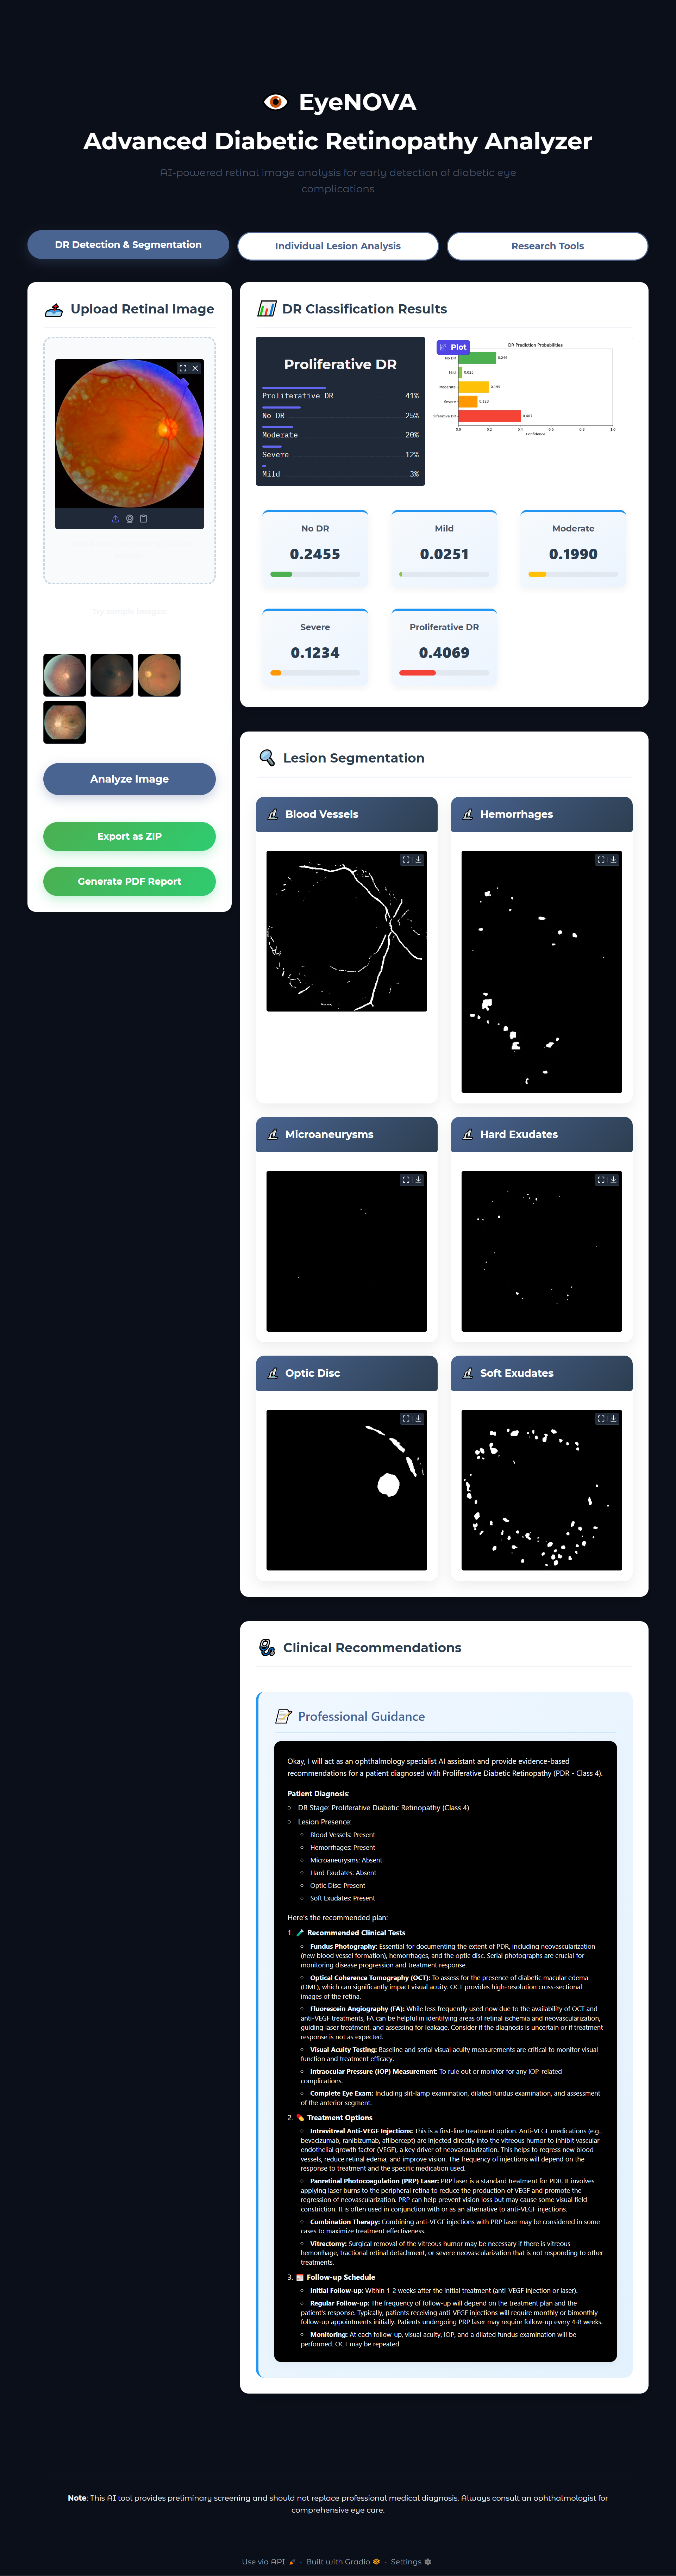 EyeNOVA
Advanced Diabetic Retinopathy Analyzer
AI-powered retinal image analysis for early detection of diabetic eye
complications
DR Detection & Segmentation
Individual Lesion Analysis
Research Tools
Upload Retinal Image
Try sample images:
Analyze Image
Export as ZIP
Generate PDF Report
DR Classification Results
Proliferative DR
Proliferative DR 41%
No DR 25%
Moderate 20%
Severe 12%
Mild 3%
Plot
DR Prediction Probabilities
No DR 0.246
Mild 0.025
Moderate 0.199
Severe 0.123
oliferative DR 0.407
0.0 0.2 0.4 0.6 0.8 1.0
Confidence
No DR
0.2455
Mild
0.0251
Moderate
0.1990
Severe
0.1234
Proliferative DR
0.4069
Lesion Segmentation
Blood Vessels
Hemorrhages
Microaneurysms
Hard Exudates
Optic Disc
Soft Exudates
Clinical Recommendations
Professional Guidance
Okay, I will act as an ophthalmology specialist AI assistant and provide evidence-based
recommendations for a patient diagnosed with Proliferative Diabetic Retinopathy (PDR - Class 4).
Patient Diagnosis:
DR Stage: Proliferative Diabetic Retinopathy (Class 4)
Lesion Presence:
Blood Vessels: Present
Hemorrhages: Present
Microaneurysms: Absent
Hard Exudates: Absent
Optic Disc: Present
Soft Exudates: Present
Here's the recommended plan:
1. Recommended Clinical Tests
Fundus Photography: Essential for documenting the extent of PDR, including neovascularization
(new blood vessel formation), hemorrhages, and the optic disc. Serial photographs are crucial for
monitoring disease progression and treatment response.
Optical Coherence Tomography (OCT): To assess for the presence of diabetic macular edema
(DME), which can significantly impact visual acuity. OCT provides high-resolution cross-sectional
images of the retina.
Fluorescein Angiography (FA): While less frequently used now due to the availability of OCT and
anti-VEGF treatments, FA can be helpful in identifying areas of retinal ischemia and neovascularization,
guiding laser treatment, and assessing for leakage. Consider if the diagnosis is uncertain or if treatment
response is not as expected.
Visual Acuity Testing: Baseline and serial visual acuity measurements are critical to monitor visual
function and treatment efficacy.
Intraocular Pressure (IOP) Measurement: To rule out or monitor for any IOP-related
complications.
Complete Eye Exam: Including slit-lamp examination, dilated fundus examination, and assessment
of the anterior segment.
2. Treatment Options
Intravitreal Anti-VEGF Injections: This is a first-line treatment option. Anti-VEGF medications (e.g.,
bevacizumab, ranibizumab, aflibercept) are injected directly into the vitreous humor to inhibit vascular
endothelial growth factor (VEGF), a key driver of neovascularization. This helps to regress new blood
vessels, reduce retinal edema, and improve vision. The frequency of injections will depend on the
response to treatment and the specific medication used.
Panretinal Photocoagulation (PRP) Laser: PRP laser is a standard treatment for PDR. It involves
applying laser burns to the peripheral retina to reduce the production of VEGF and promote the
regression of neovascularization. PRP can help prevent vision loss but may cause some visual field
constriction. It is often used in conjunction with or as an alternative to anti-VEGF injections.
Combination Therapy: Combining anti-VEGF injections with PRP laser may be considered in some
cases to maximize treatment effectiveness.
Vitrectomy: Surgical removal of the vitreous humor may be necessary if there is vitreous
hemorrhage, tractional retinal detachment, or severe neovascularization that is not responding to other
treatments.
3. Follow-up Schedule
Initial Follow-up: Within 1-2 weeks after the initial treatment (anti-VEGF injection or laser).
Regular Follow-up: The frequency of follow-up will depend on the treatment plan and the
patient's response. Typically, patients receiving anti-VEGF injections will require monthly or bimonthly
follow-up appointments initially. Patients undergoing PRP laser may require follow-up every 4-8 weeks.
Monitoring: At each follow-up, visual acuity, IOP, and a dilated fundus examination will be
performed. OCT may be repeated
Note: This AI tool provides preliminary screening and should not replace professional medical diagnosis. Always consult an ophthalmologist for
comprehensive eye care.
Use via API · Built with Gradio · Settings